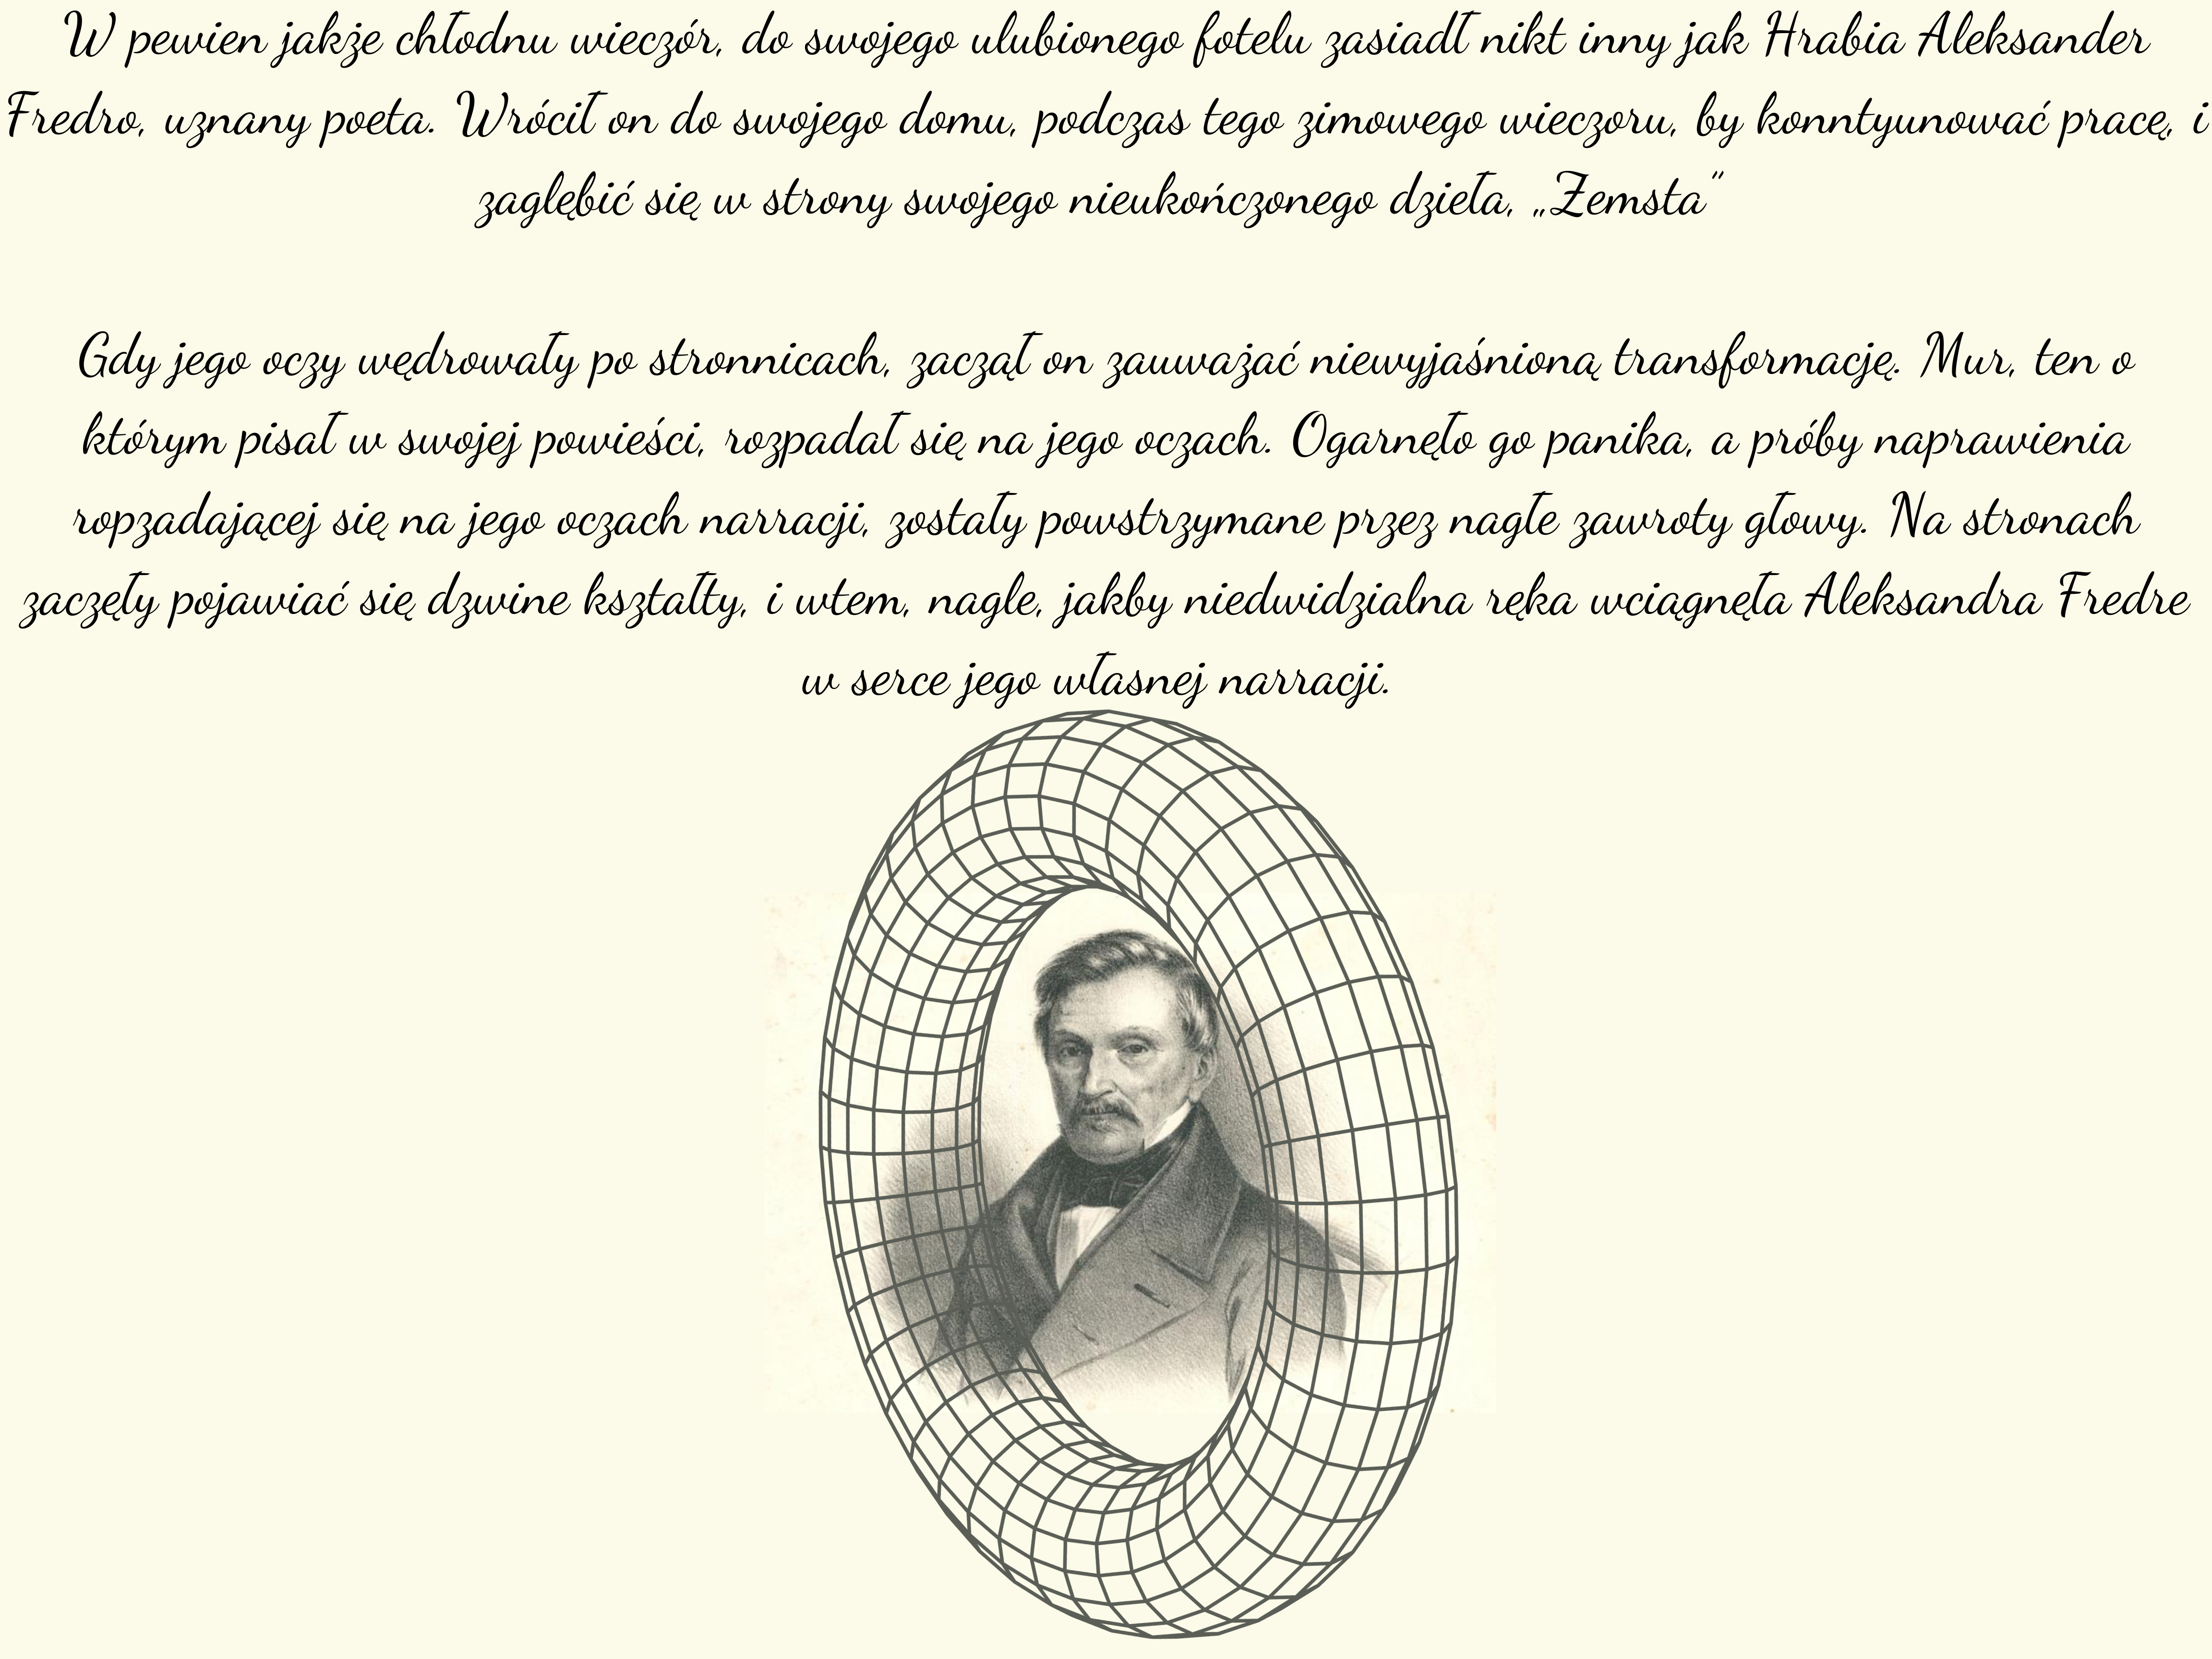 W pewien jakże chłodnu wieczór, do swojego ulubionego fotelu zasiadł nikt inny jak Hrabia Aleksander
Fredro, uznany poeta. Wrócił on do swojego domu, podczas tego zimowego wieczoru, by konntyunować pracę, i
zaglębić się w strony swojego nieukończonego dzieła, „Zemsta”
Gdy jego oczy wędrowały po stronnicach, zaczął on zauważać niewyjaśnioną transformację. Mur, ten o
którym pisał w swojej powieści, rozpadał się na jego oczach. Ogarnęło go panika, a próby naprawienia
ropzadającej się na jego oczach narracji, zostały powstrzymane przez nagłe zawroty głowy. Na stronach
zaczęły pojawiać się dzwine kształty, i wtem, nagle, jakby niedwidzialna ręka wciągnęła Aleksandra Fredre
w serce jego własnej narracji.